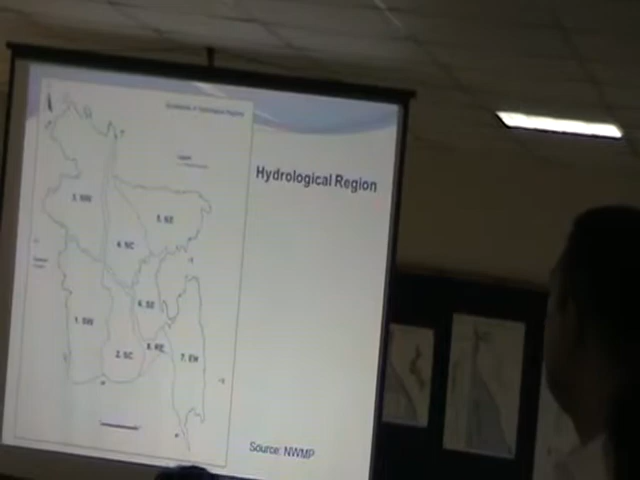 Hydrological Region
3. NW
5. NE
4. NC
6. SE
1. SW
2. SC
8. RE
7. EH
Source: NWMP